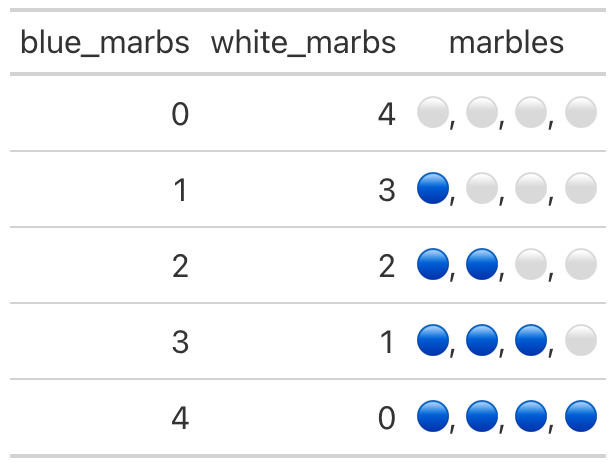 blue_marbs white_marbs marbles
0 4 ⚪, ⚪, ⚪, ⚪
1 3 🔵, ⚪, ⚪, ⚪
2 2 🔵, 🔵, ⚪, ⚪
3 1 🔵, 🔵, 🔵, ⚪
4 0 🔵, 🔵, 🔵, 🔵